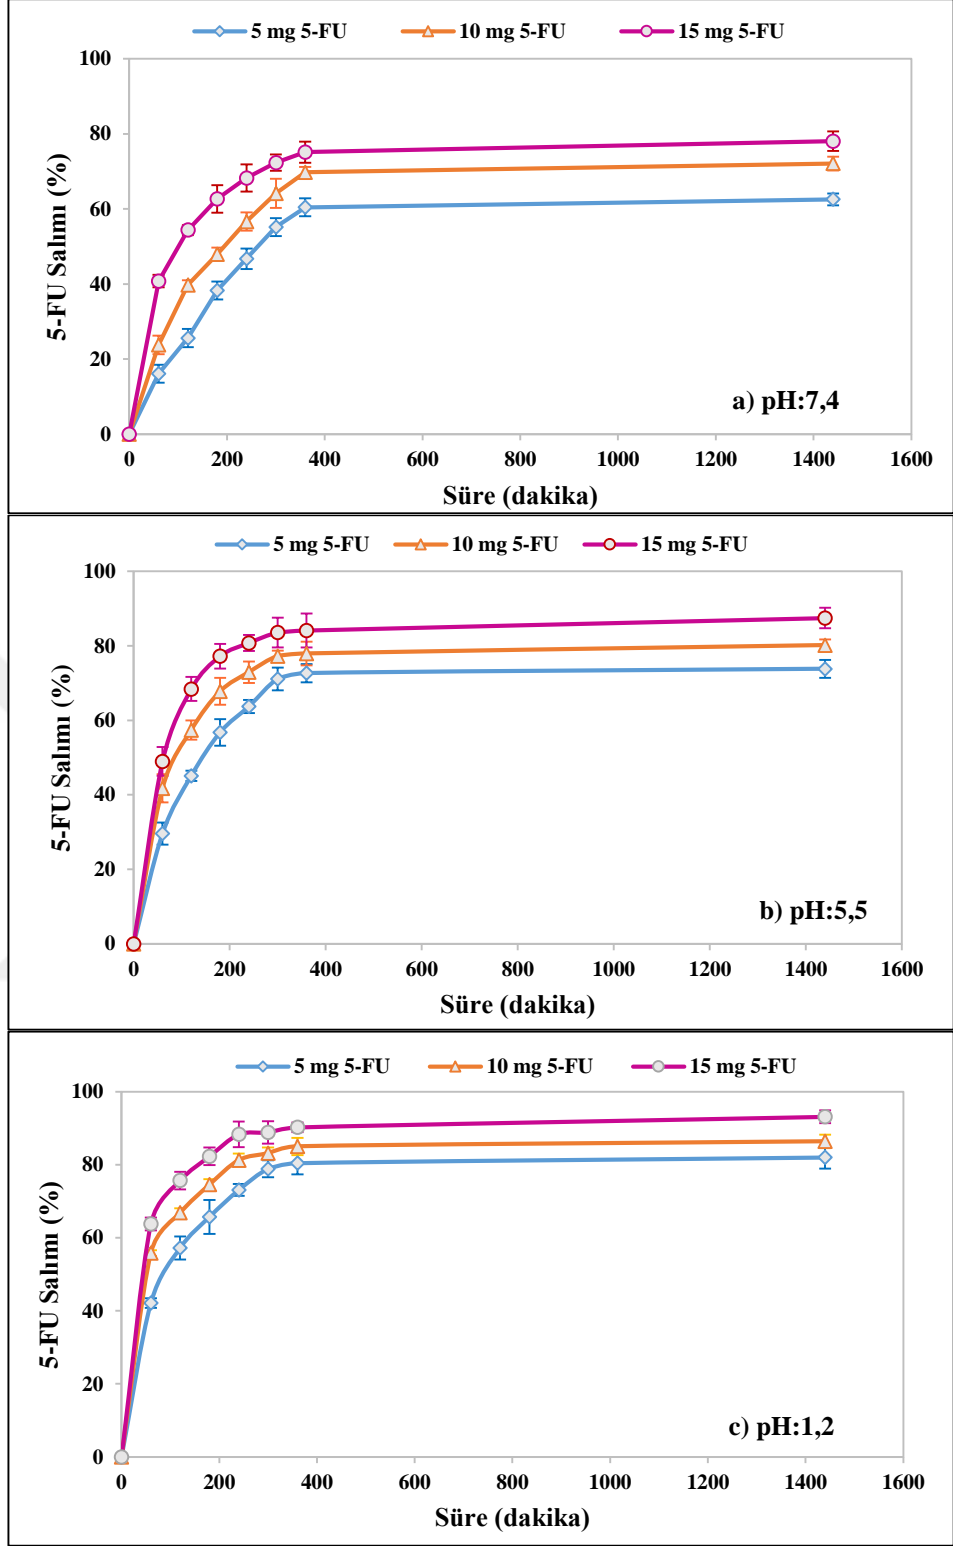 5 mg 5-FU 10 mg 5-FU 15 mg 5-FU
100
80
60
40
20
0
5-FU Salımı (%)
a) pH:7,4
0 200 400 600 800 1000 1200 1400 1600
Süre (dakika)
5 mg 5-FU 10 mg 5-FU 15 mg 5-FU
100
80
60
40
20
0
5-FU Salımı (%)
b) pH:5,5
0 200 400 600 800 1000 1200 1400 1600
Süre (dakika)
5 mg 5-FU 10 mg 5-FU 15 mg 5-FU
100
80
60
40
20
0
5-FU Salımı (%)
c) pH:1,2
0 200 400 600 800 1000 1200 1400 1600
Süre (dakika)